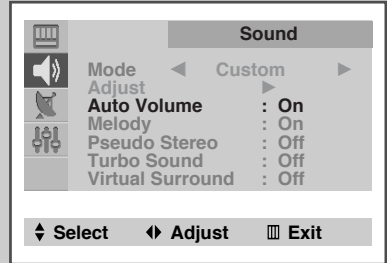 Sound
Mode ◄ Custom ►
Adjust ►
Auto Volume : On
Melody : On
Pseudo Stereo : Off
Turbo Sound : Off
Virtual Surround : Off
Select Adjust Exit